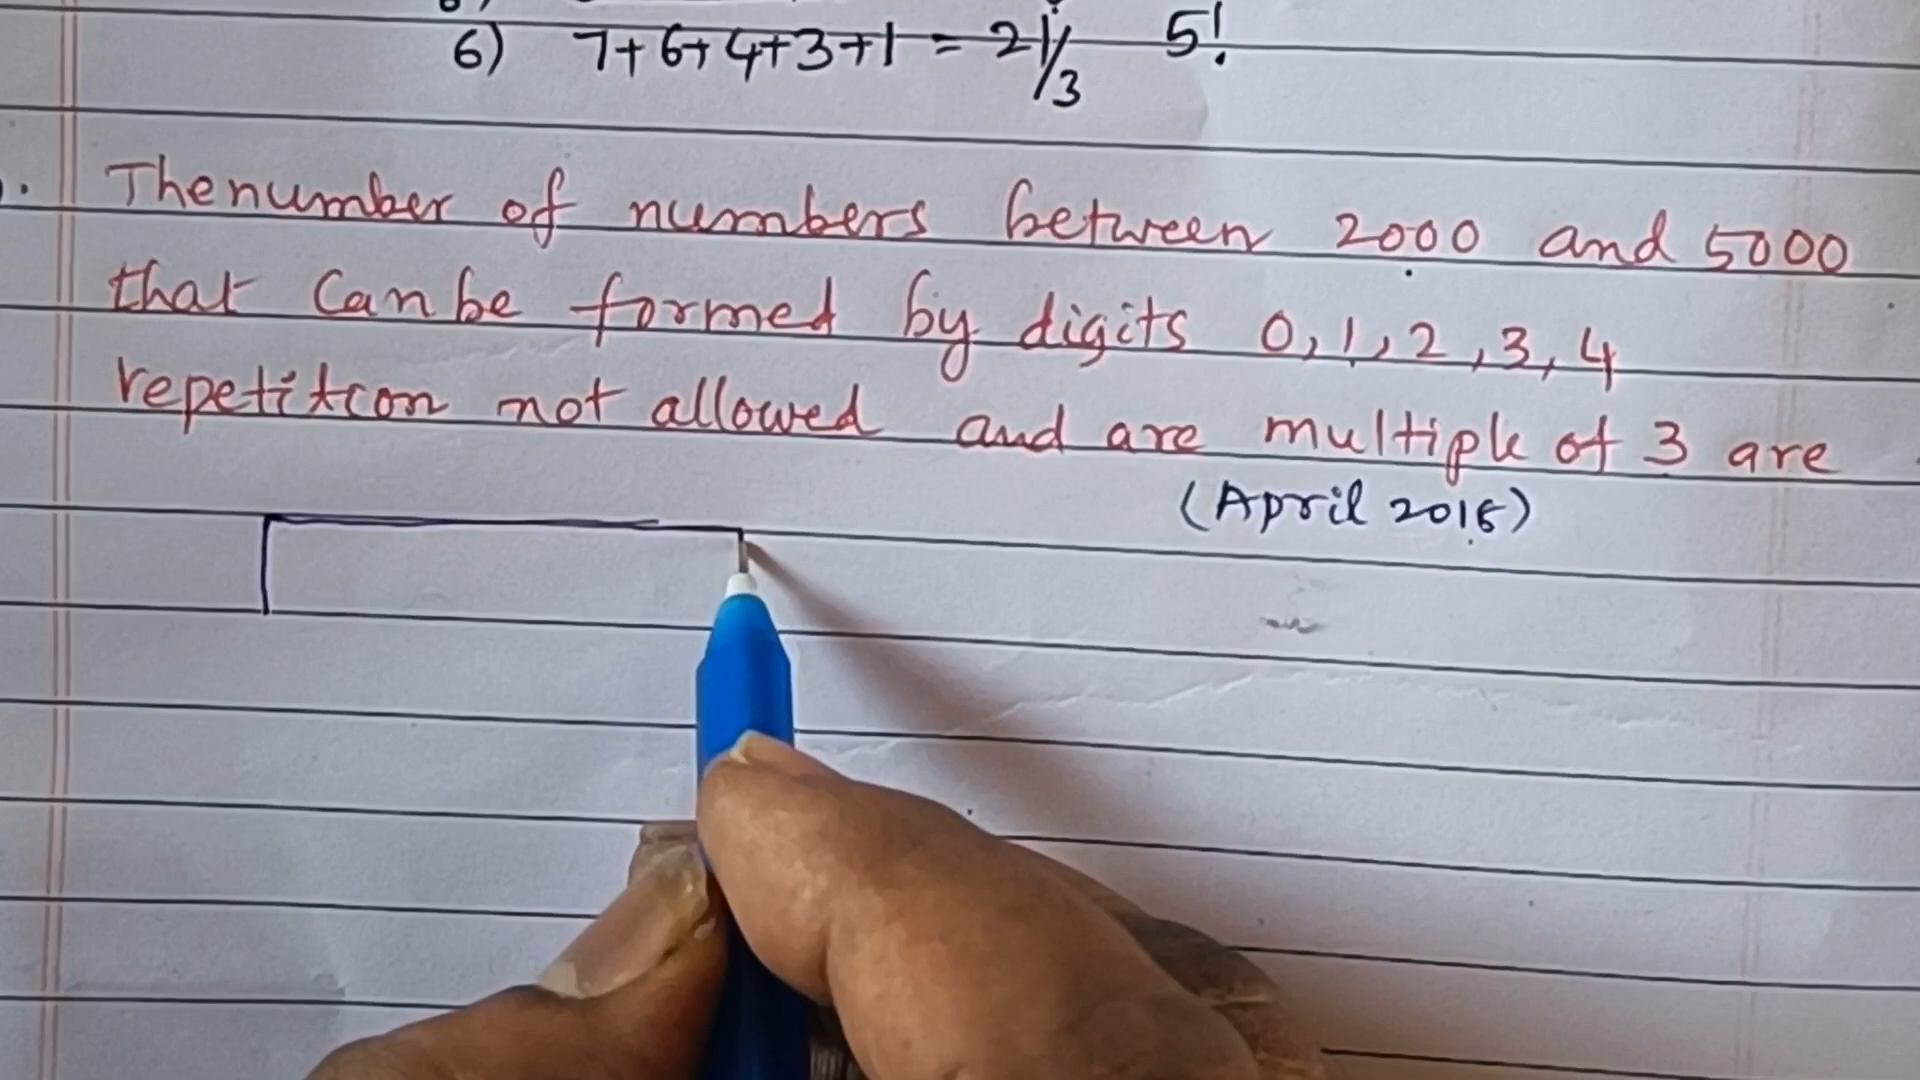 6) 7+6+4+3+1 = 21/3 5!
The number of numbers between 2000 and 5000
that can be formed by digits 0,1,2,3,4
repetition not allowed and are multiple of 3 are
(April 2018)